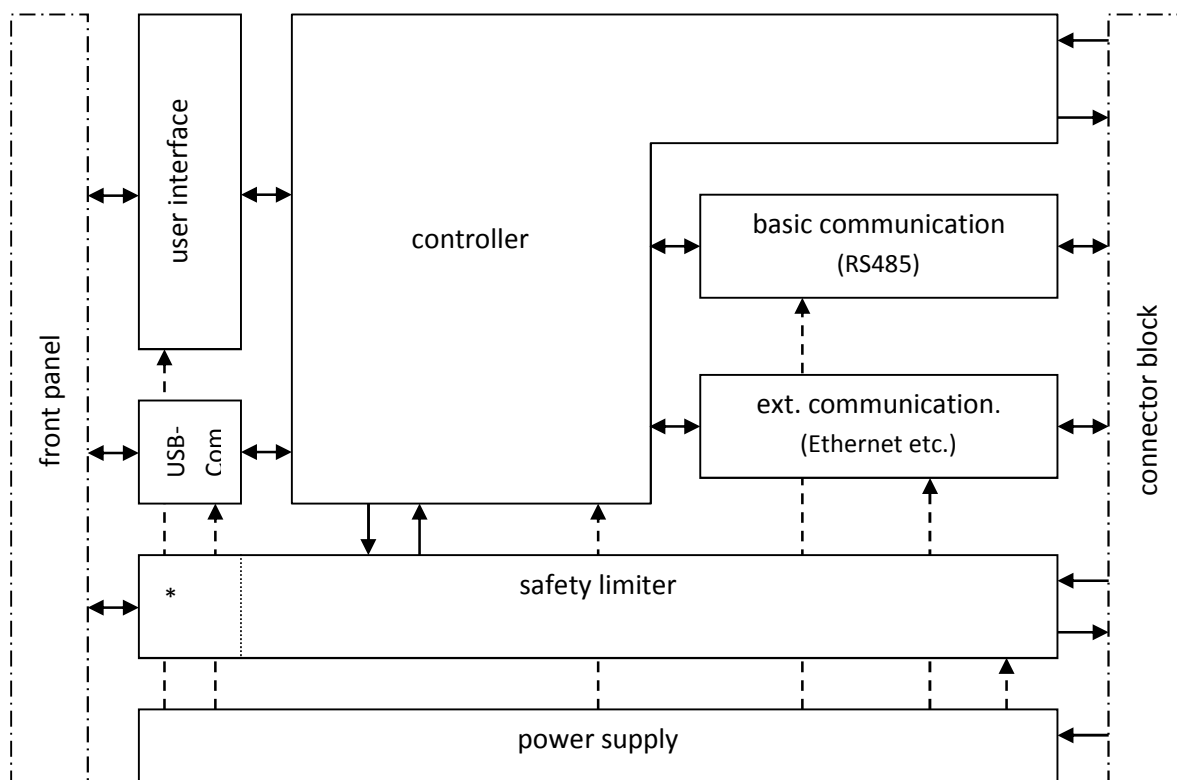 front panel
user interface
USB-
Com
controller
basic communication
(RS485)
ext. communication.
(Ethernet etc.)
connector block
*
safety limiter
power supply